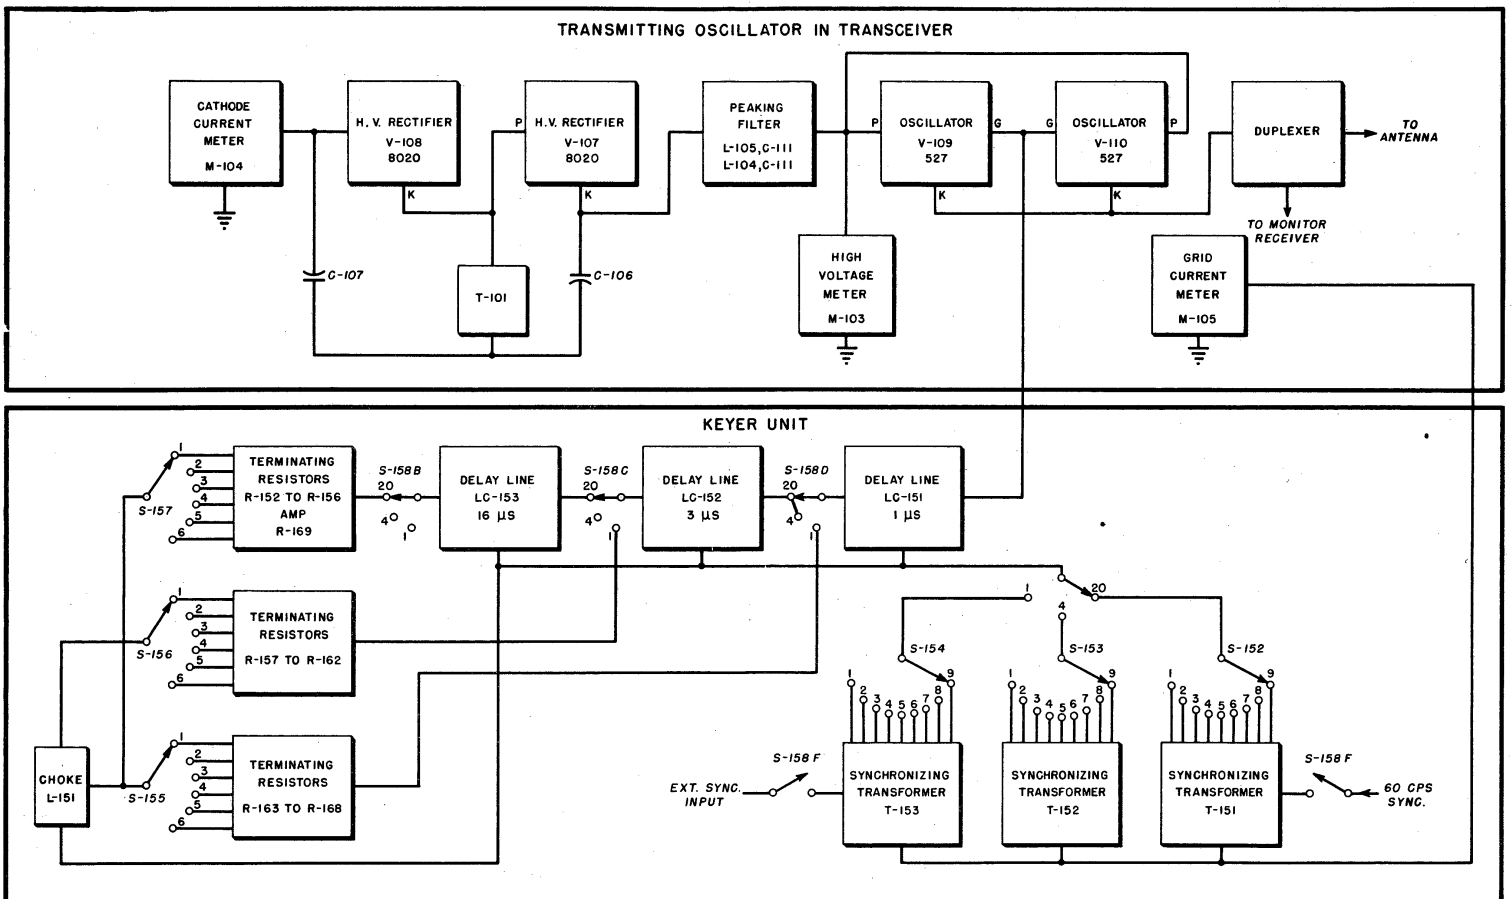 TRANSMITTING OSCILLATOR IN TRANSCEIVER
CATHODE
CURRENT
METER
M-104
H.V. RECTIFIER
V-108
8020
K
P
H.V. RECTIFIER
V-107
8020
K
PEAKING
FILTER
L-105, C-111
L-104, C-111
P
OSCILLATOR
V-109
527
G
K
G
OSCILLATOR
V-110
527
P
K
DUPLEXER
TO
ANTENNA
TO MONITOR
RECEIVER
C-107
T-101
C-106
HIGH
VOLTAGE
METER
M-103
GRID
CURRENT
METER
M-105
KEYER UNIT
1
2
3
4
5
6
S-157
TERMINATING
RESISTORS
R-152 TO R-156
AMP
R-169
S-158B
20
4
1
DELAY LINE
LC-153
16 µS
S-158C
20
4
1
DELAY LINE
LC-152
3 µS
S-158D
20
4
1
DELAY LINE
LC-151
1 µS
1
2
3
4
5
6
S-156
TERMINATING
RESISTORS
R-157 TO R-162
1
4
20
S-154
1
2
3
4
5
6
7
8
9
S-153
1
2
3
4
5
6
7
8
9
S-152
1
2
3
4
5
6
7
8
9
CHOKE
L-151
1
2
3
4
5
6
S-155
TERMINATING
RESISTORS
R-163 TO R-168
EXT. SYNC.
INPUT
S-158 F
SYNCHRONIZING
TRANSFORMER
T-153
SYNCHRONIZING
TRANSFORMER
T-152
SYNCHRONIZING
TRANSFORMER
T-151
S-158 F
60 CPS
SYNC.